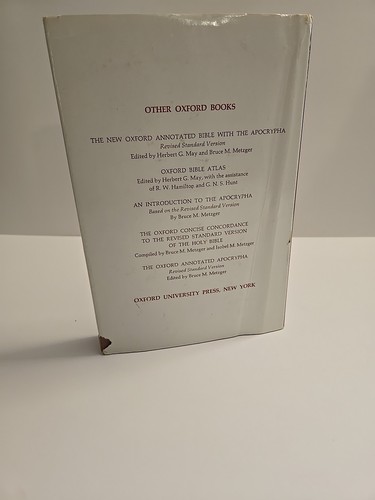 OTHER OXFORD BOOKS
THE NEW OXFORD ANNOTATED BIBLE WITH THE APOCRYPHA
Revised Standard Version
Edited by Herbert G. May and Bruce M. Metzger
OXFORD BIBLE ATLAS
Edited by Herbert G. May, with the assistance
of R. W. Hamilton and G. N. S. Hunt
AN INTRODUCTION TO THE APOCRYPHA
Based on the Revised Standard Version
By Bruce M. Metzger
THE OXFORD CONCISE CONCORDANCE
TO THE REVISED STANDARD VERSION
OF THE HOLY BIBLE
Compiled by Bruce M. Metzger and Isobel M. Metzger
THE OXFORD ANNOTATED APOCRYPHA
Revised Standard Version
Edited by Bruce M. Metzger
OXFORD UNIVERSITY PRESS, NEW YORK